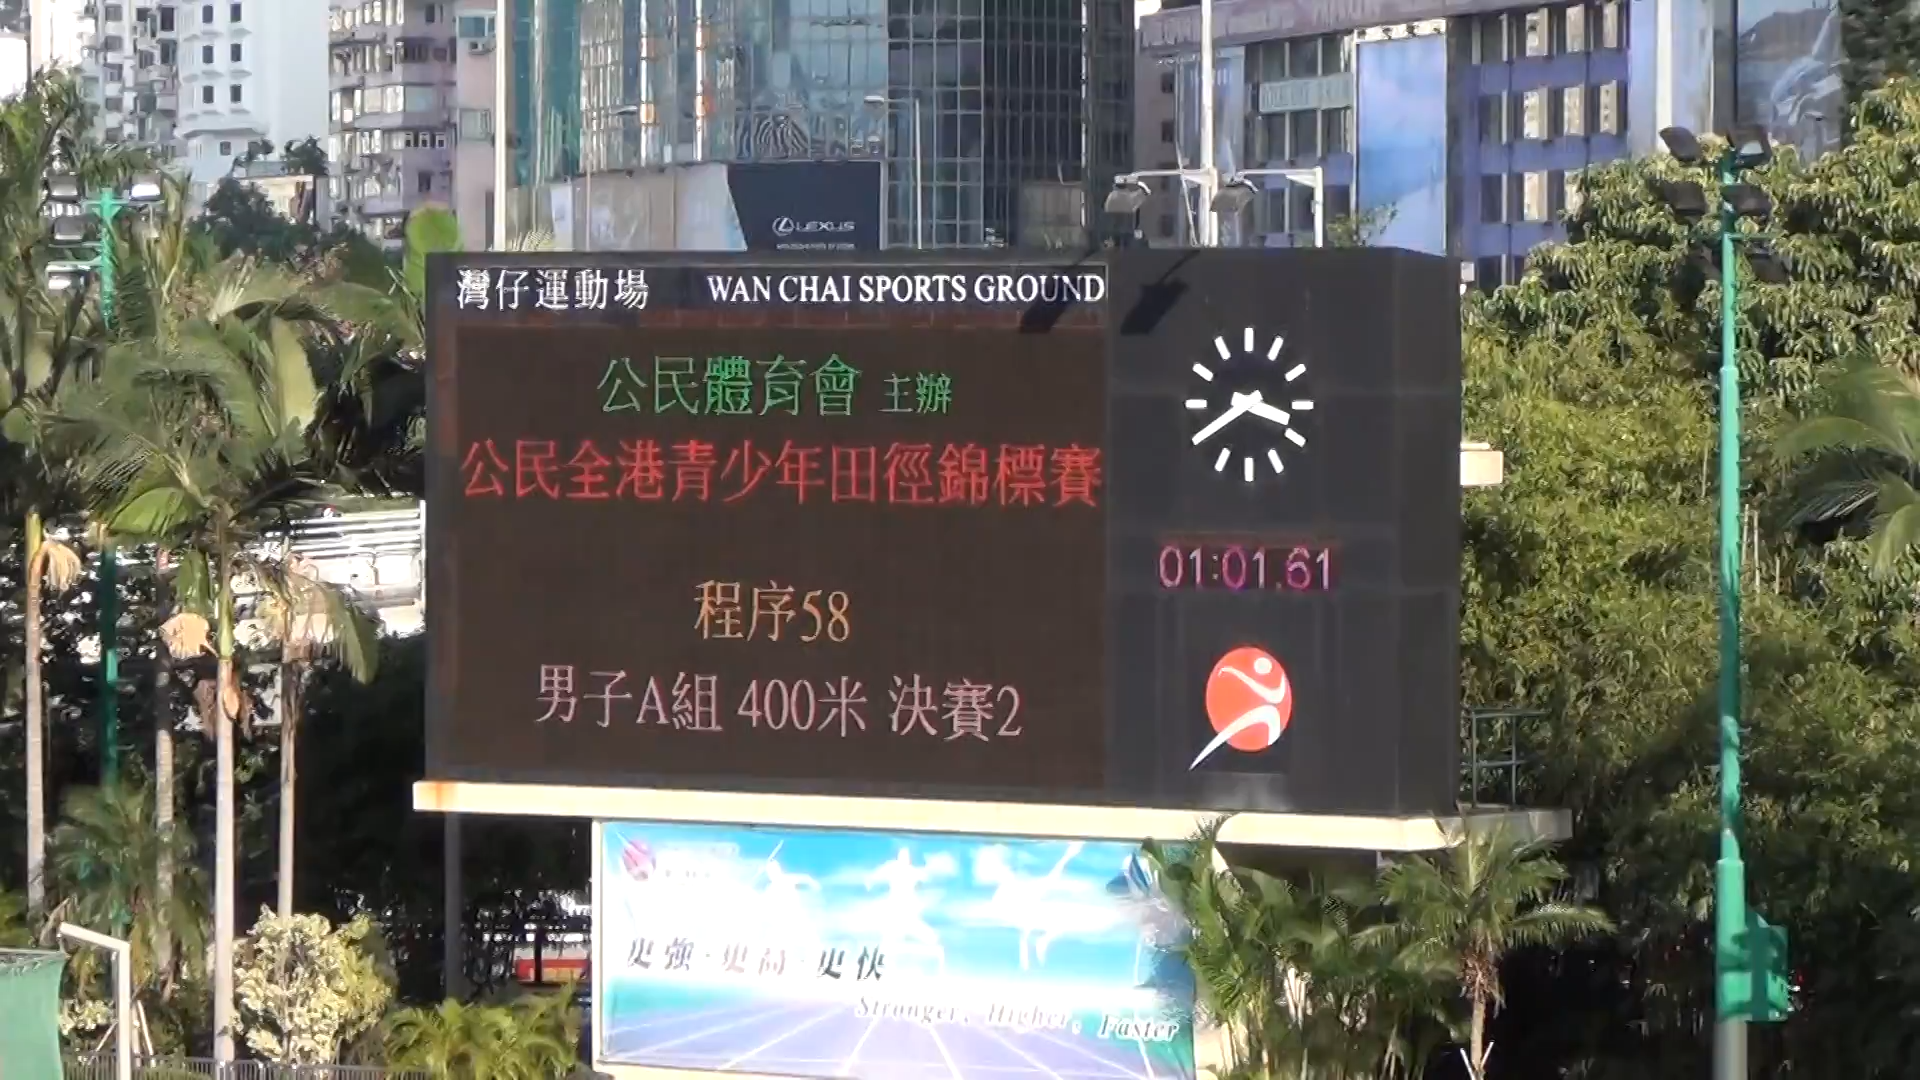 LEXUS
灣仔運動場 WAN CHAI SPORTS GROUND
公民體育會 主辦
公民全港青少年田徑錦標賽
01:01.61
程序58
男子A組 400米 決賽2
更強·更高·更快
Stronger, Higher, Faster